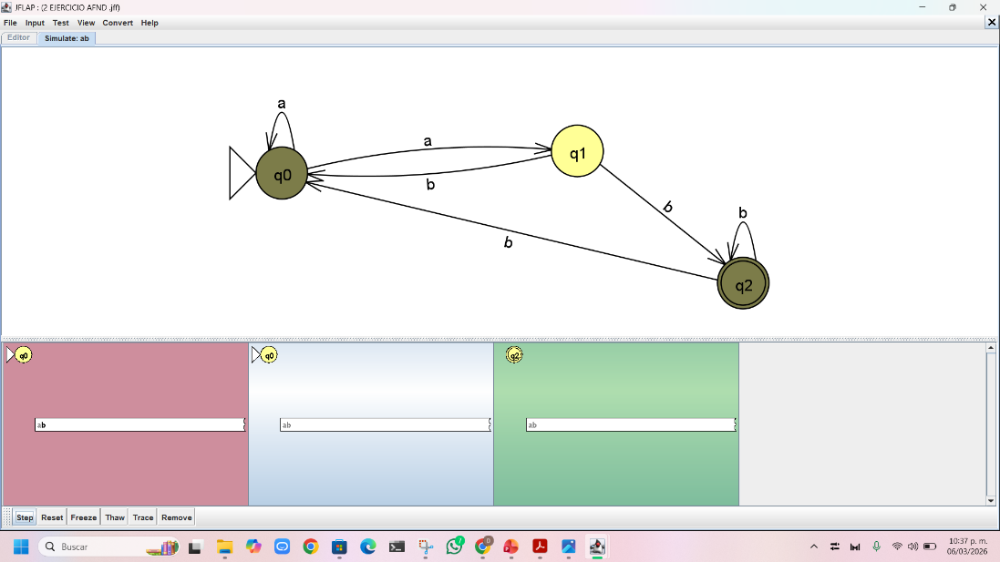 JFLAP : (2 EJERCICIO AFND .jff)
File Input Test View Convert Help
Editor Simulate: ab
a
q0
a
b
q1
b
b
b
q2
q0 q0 q2
ab ab ab
Step Reset Freeze Thaw Trace Remove
Buscar
10:37 p. m.
06/03/2026